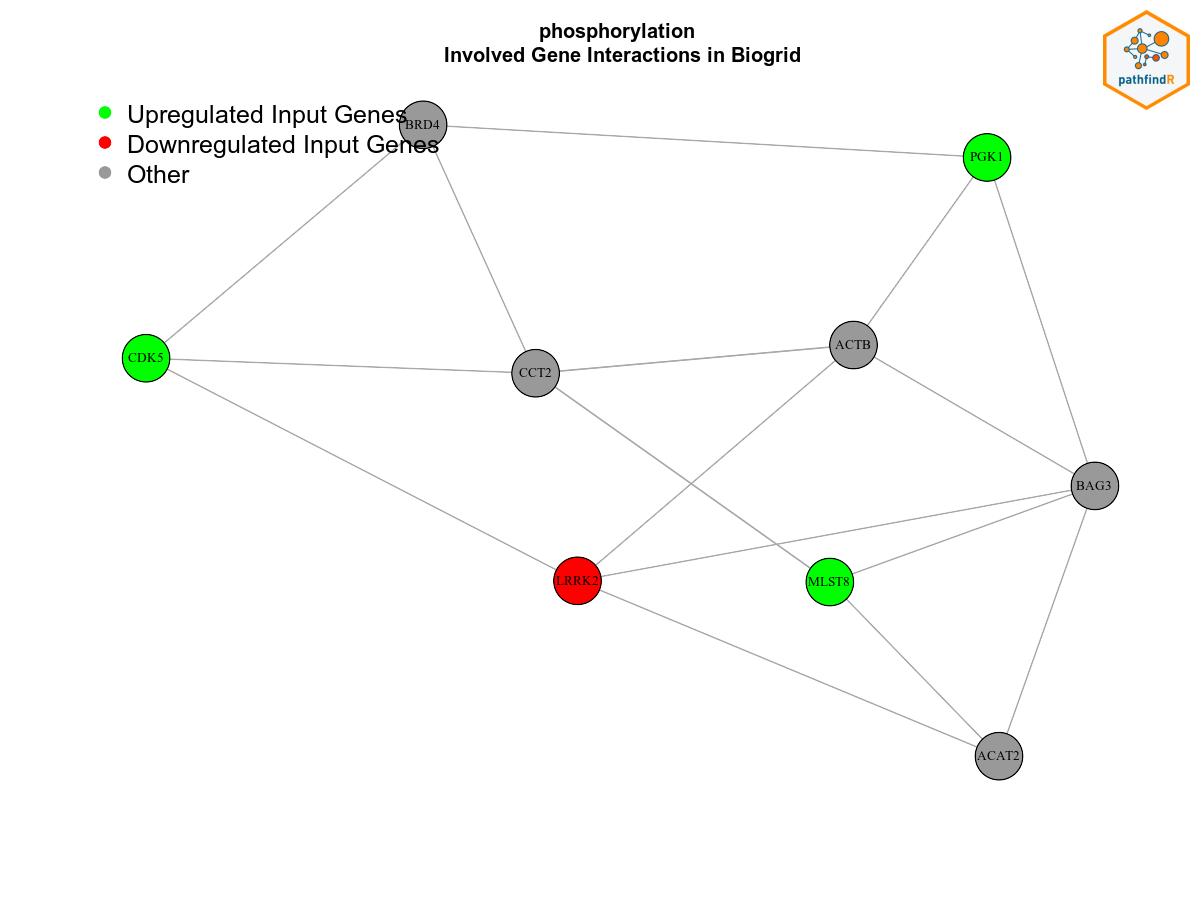 phosphorylation
Involved Gene Interactions in Biogrid
pathfindR
Upregulated Input Genes
Downregulated Input Genes
Other
BRD4
PGK1
CDK5
CCT2
ACTB
BAG3
LRRK2
MLST8
ACAT2